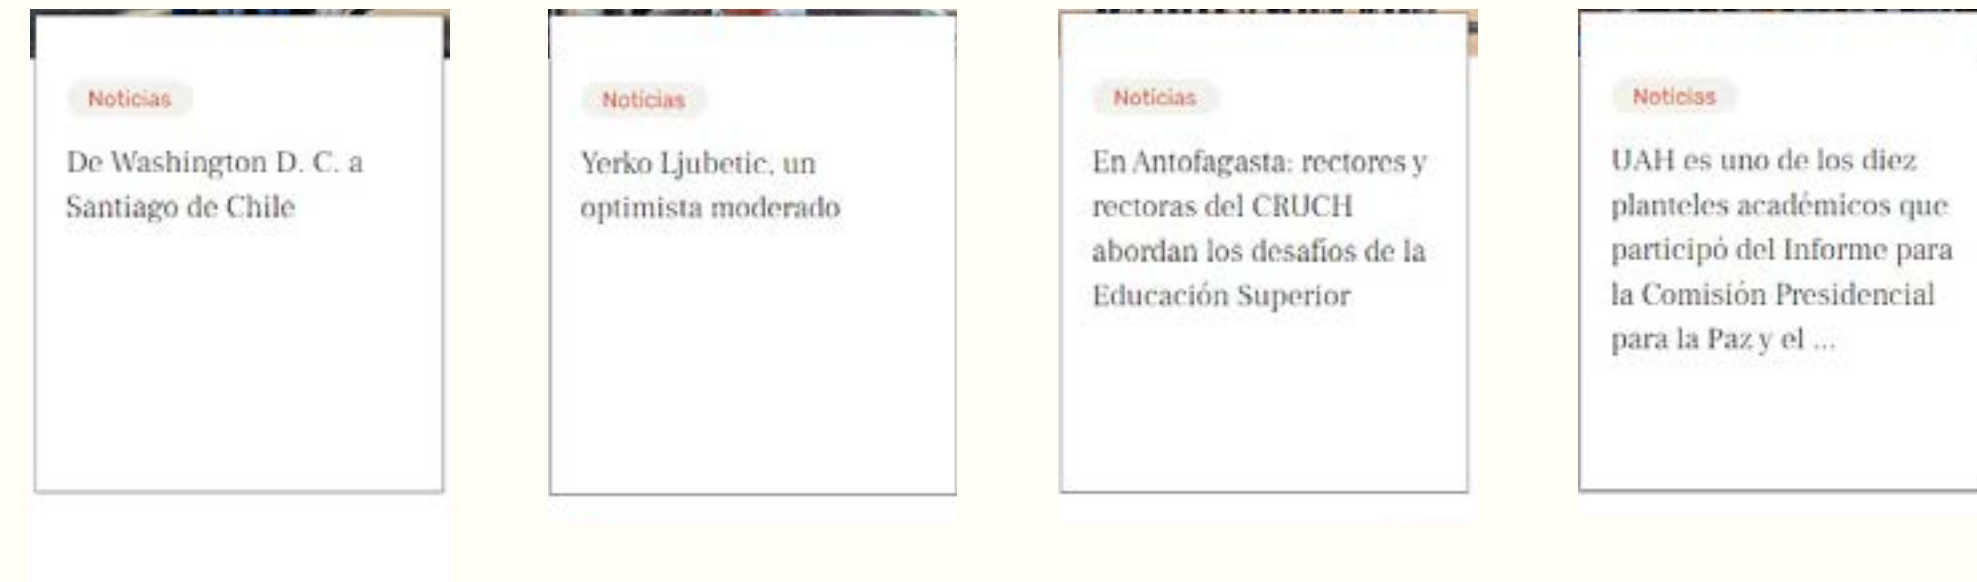 Noticias
De Washington D. C. a
Santiago de Chile
Noticias
Yerko Ljubetic, un
optimista moderado
Noticias
En Antofagasta: rectores y
rectoras del CRUCH
abordan los desafíos de la
Educación Superior
Noticias
UAH es uno de los diez
planteles académicos que
participó del Informe para
la Comisión Presidencial
para la Paz y el ...